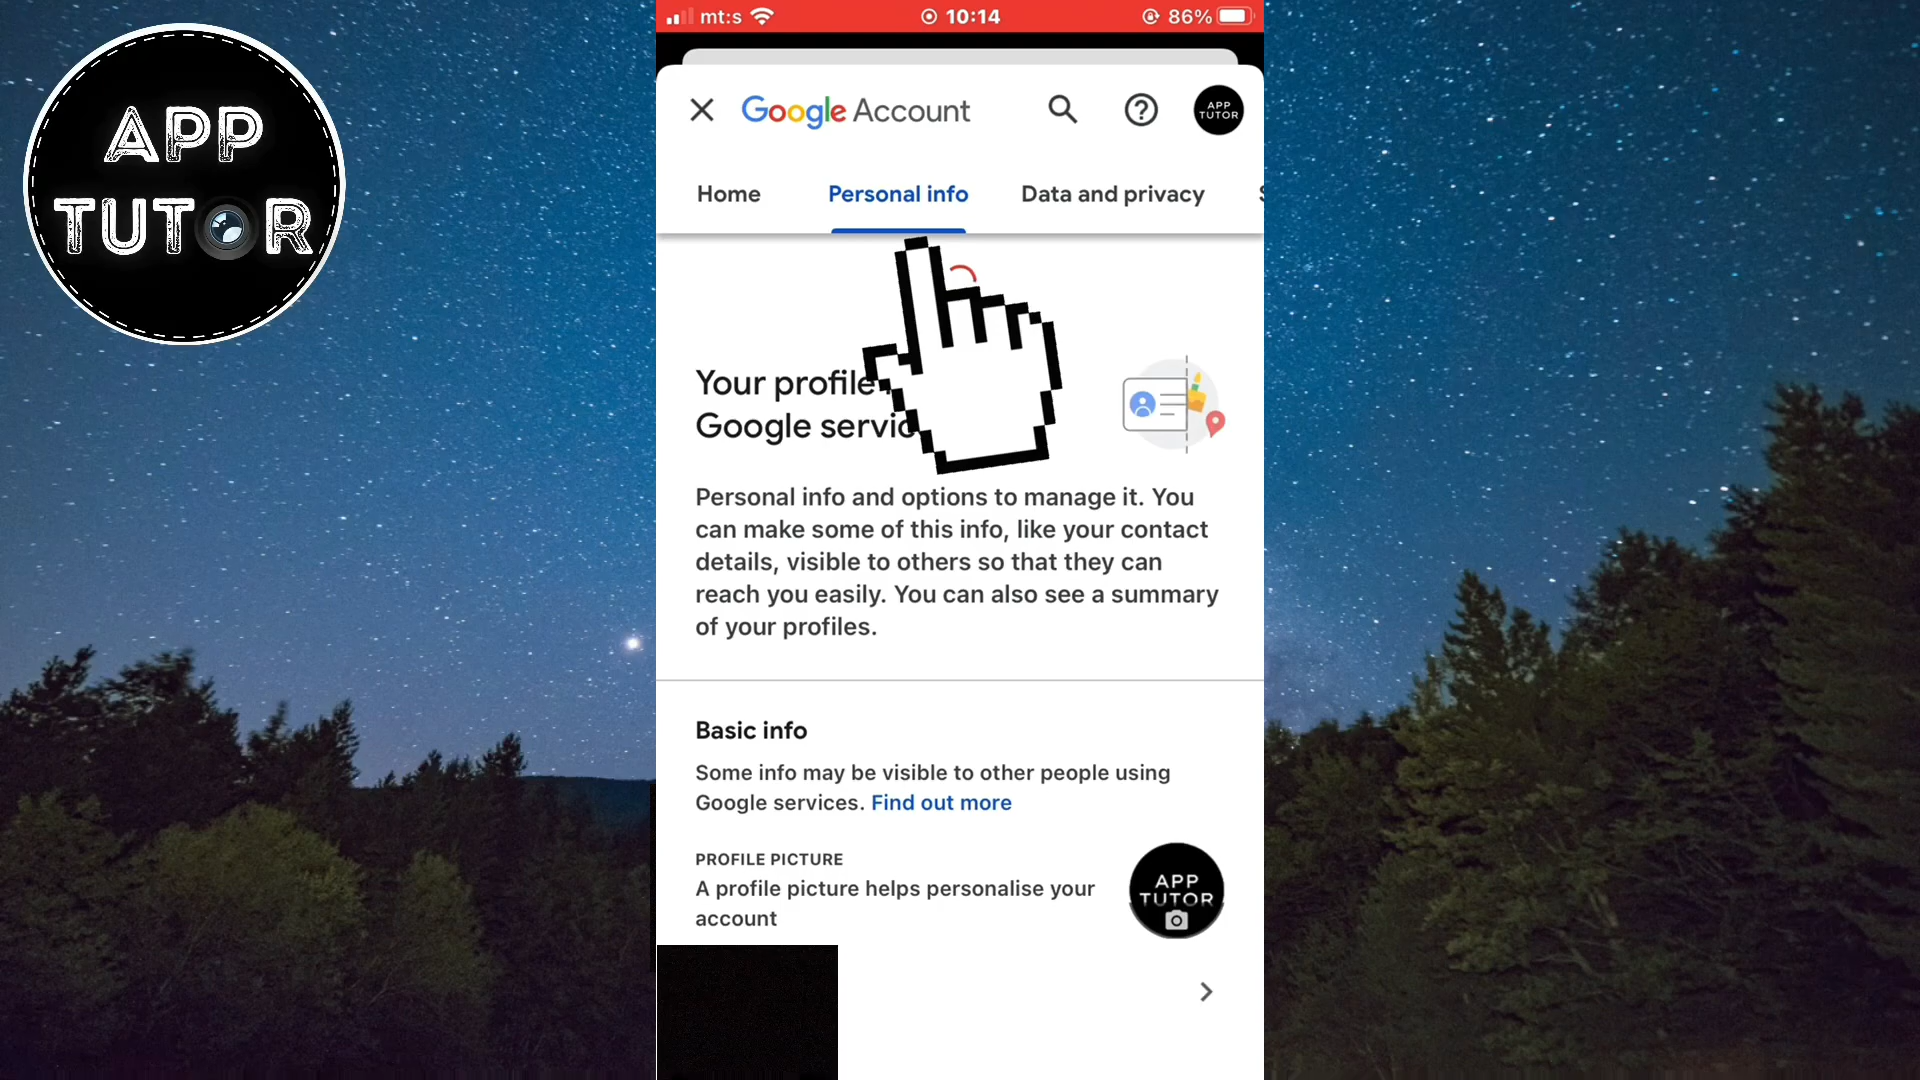 APP
TUTOR
mt:s
10:14
86%
Google Account
APP
TUTOR
Home
Personal info
Data and privacy
Your profile
Google servic
Personal info and options to manage it. You
can make some of this info, like your contact
details, visible to others so that they can
reach you easily. You can also see a summary
of your profiles.
Basic info
Some info may be visible to other people using
Google services. Find out more
PROFILE PICTURE
A profile picture helps personalise your
account
APP
TUTOR